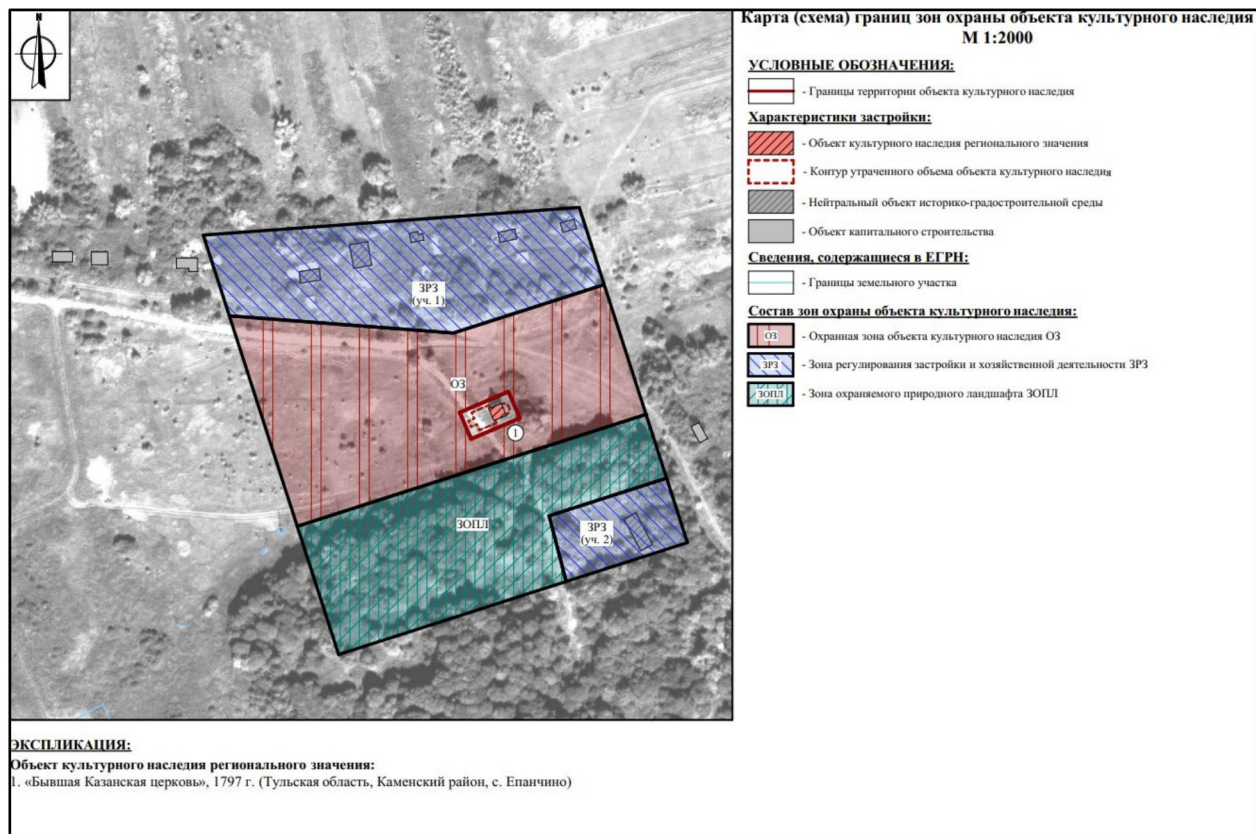 N
Карта (схема) границ зон охраны объекта культурного наследия
М 1:2000
УСЛОВНЫЕ ОБОЗНАЧЕНИЯ:
- Границы территории объекта культурного наследия
Характеристики застройки:
- Объект культурного наследия регионального значения
- Контур утраченного объема объекта культурного наследия
- Нейтральный объект историко-градостроительной среды
- Объект капитального строительства
Сведения, содержащиеся в ЕГРН:
- Границы земельного участка
Состав зон охраны объекта культурного наследия:
ОЗ - Охранная зона объекта культурного наследия ОЗ
ЗРЗ - Зона регулирования застройки и хозяйственной деятельности ЗРЗ
ЗОПЛ - Зона охраняемого природного ландшафта ЗОПЛ
ЗРЗ
(уч. 1)
ОЗ
1
ЗОПЛ
ЗРЗ
(уч. 2)
ЭКСПЛИКАЦИЯ:
Объект культурного наследия регионального значения:
1. «Бывшая Казанская церковь», 1797 г. (Тульская область, Каменский район, с. Епанчино)